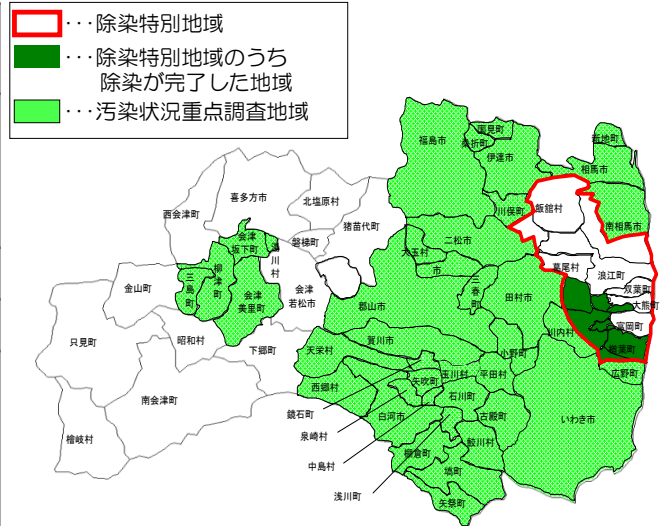 ・・・除染特別地域
・・・除染特別地域のうち
除染が完了した地域
・・・汚染状況重点調査地域
国見町
桑折町
新地町
福島市
伊達市
相馬市
喜多方市
北塩原村
西会津町
猪苗代町
川俣町
飯舘村
南相馬市
会津
坂下町
湯川村
磐梯町
二松市
大玉村
市
葛尾村
浪江町
双葉町
大熊町
金山町
三島町
柳津町
会津
美里町
会津
若松市
三春町
田村市
郡山市
川内村
富岡町
楢葉町
只見町
昭和村
下郷町
天栄村
賀川市
小野町
広野町
南会津町
西郷村
矢吹町
玉川村
平田村
石川町
檜岐村
鏡石町
白河市
古殿町
いわき市
泉崎村
鮫川村
中島村
棚倉町
塙町
浅川町
矢祭町